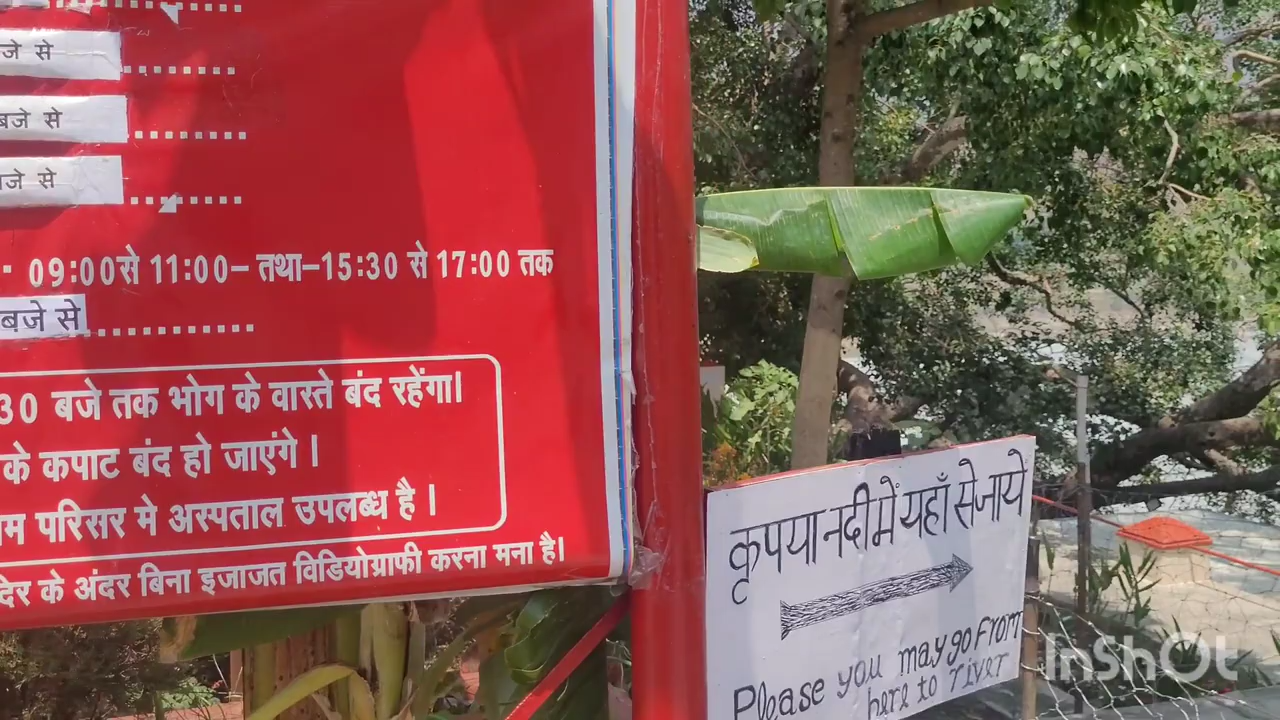 बजे से
बजे से
बजे से
09:00से 11:00– तथा–15:30 से 17:00 तक
बजे से
30 बजे तक भोग के वास्ते बंद रहेंगा।
के कपाट बंद हो जाएंगे ।
परिसर मे अस्पताल उपलब्ध है ।
के अंदर बिना इजाजत विडियोग्राफी करना मना है।
कृपया नदी में यहाँ से जाये
Please you may go from
here to river
InShOt